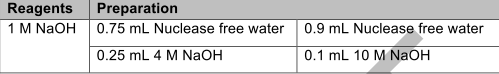 Reagents Preparation
1 M NaOH 0.75 mL Nuclease free water 0.9 mL Nuclease free water
0.25 mL 4 M NaOH 0.1 mL 10 M NaOH